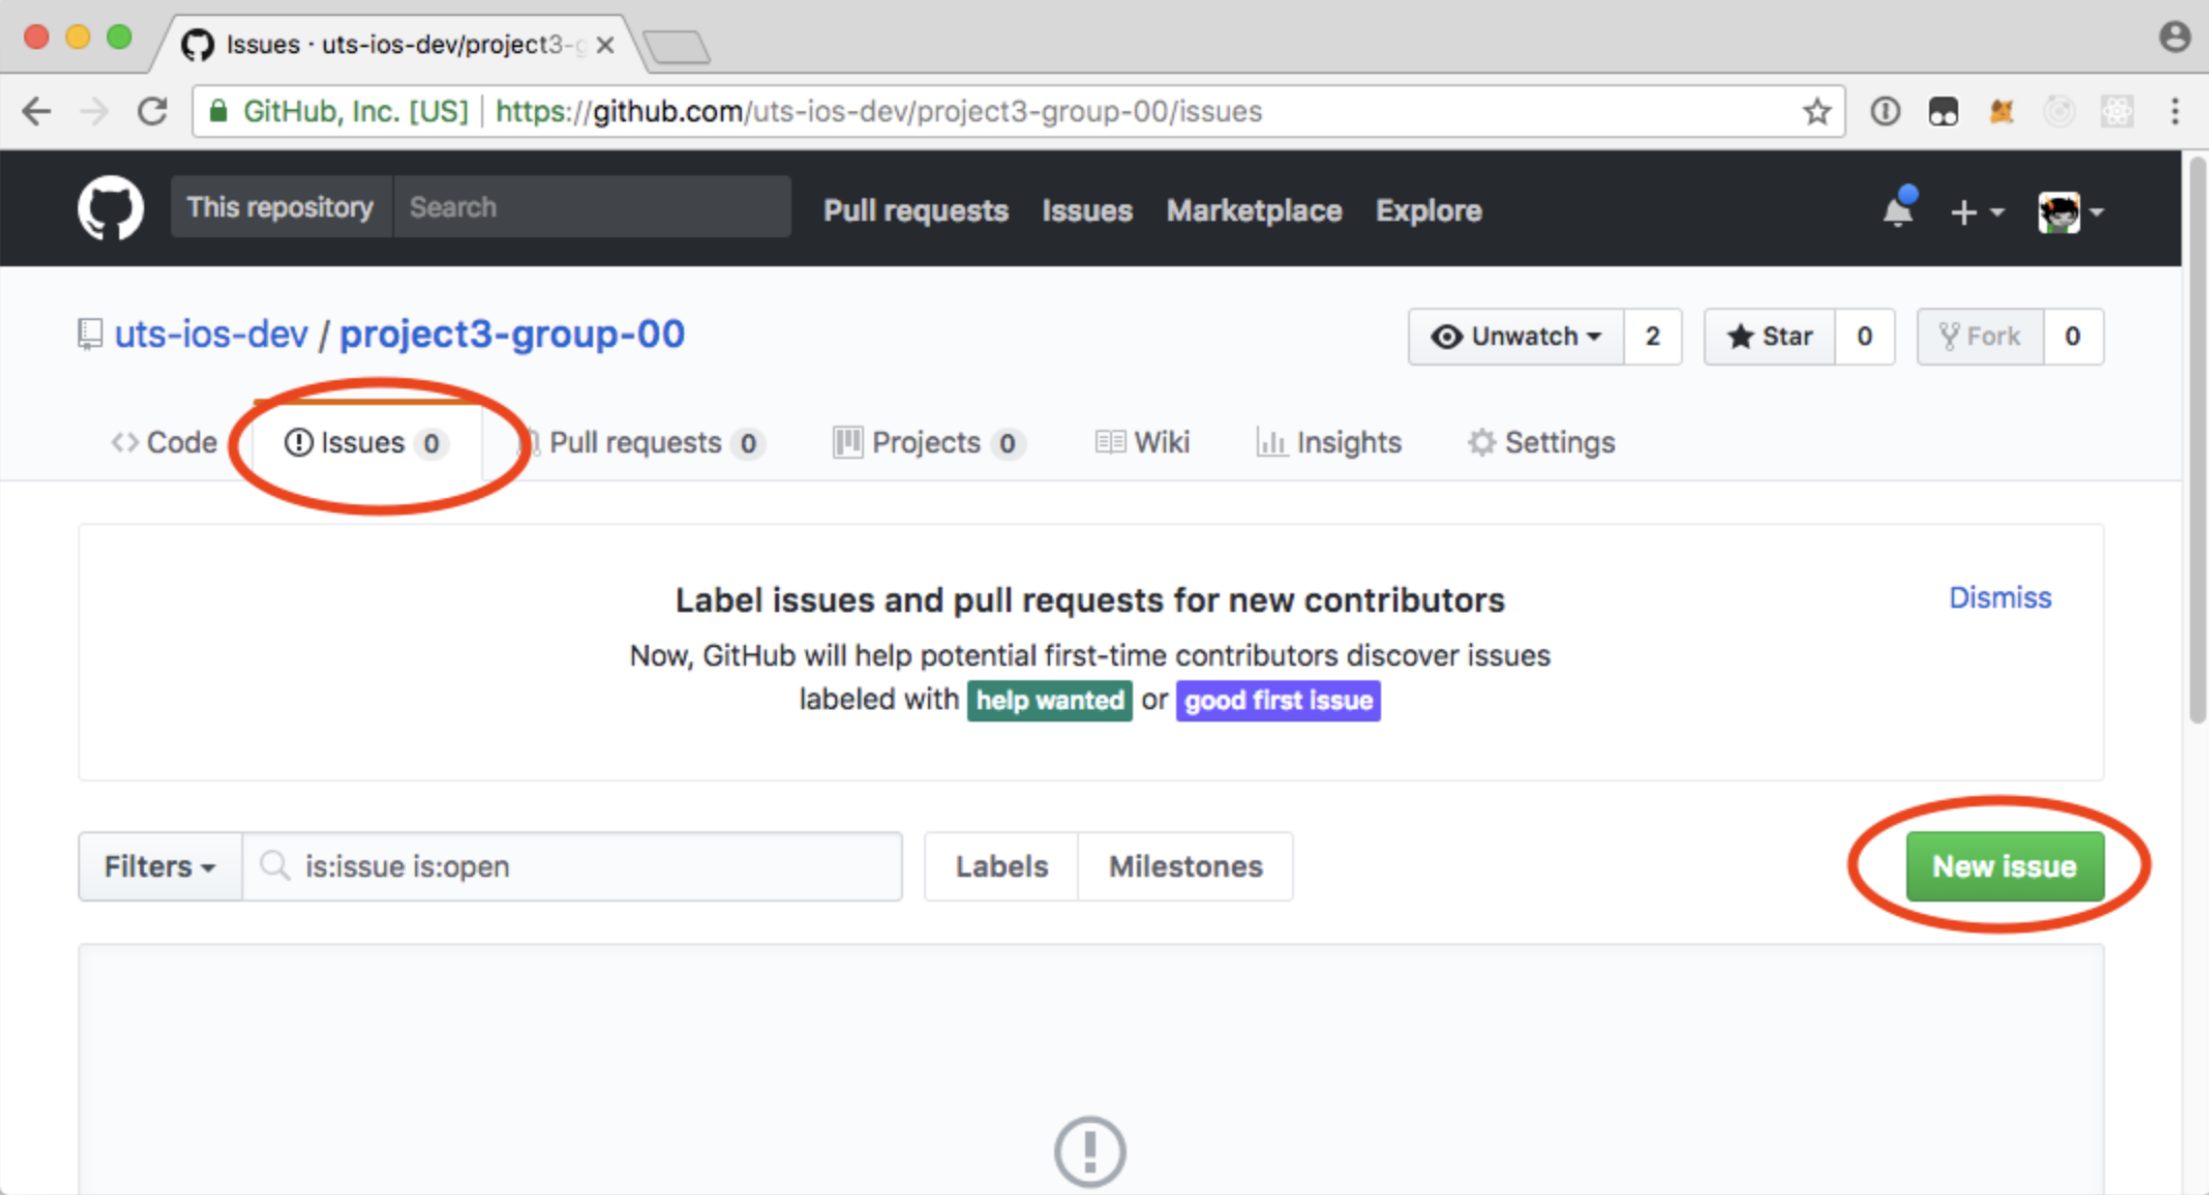 Issues · uts-ios-dev/project3-
GitHub, Inc. [US] https://github.com/uts-ios-dev/project3-group-00/issues
This repository Search Pull requests Issues Marketplace Explore
uts-ios-dev / project3-group-00 Unwatch 2 Star 0 Fork 0
Code Issues 0 Pull requests 0 Projects 0 Wiki Insights Settings
Label issues and pull requests for new contributors Dismiss
Now, GitHub will help potential first-time contributors discover issues
labeled with help wanted or good first issue
Filters is:issue is:open Labels Milestones New issue